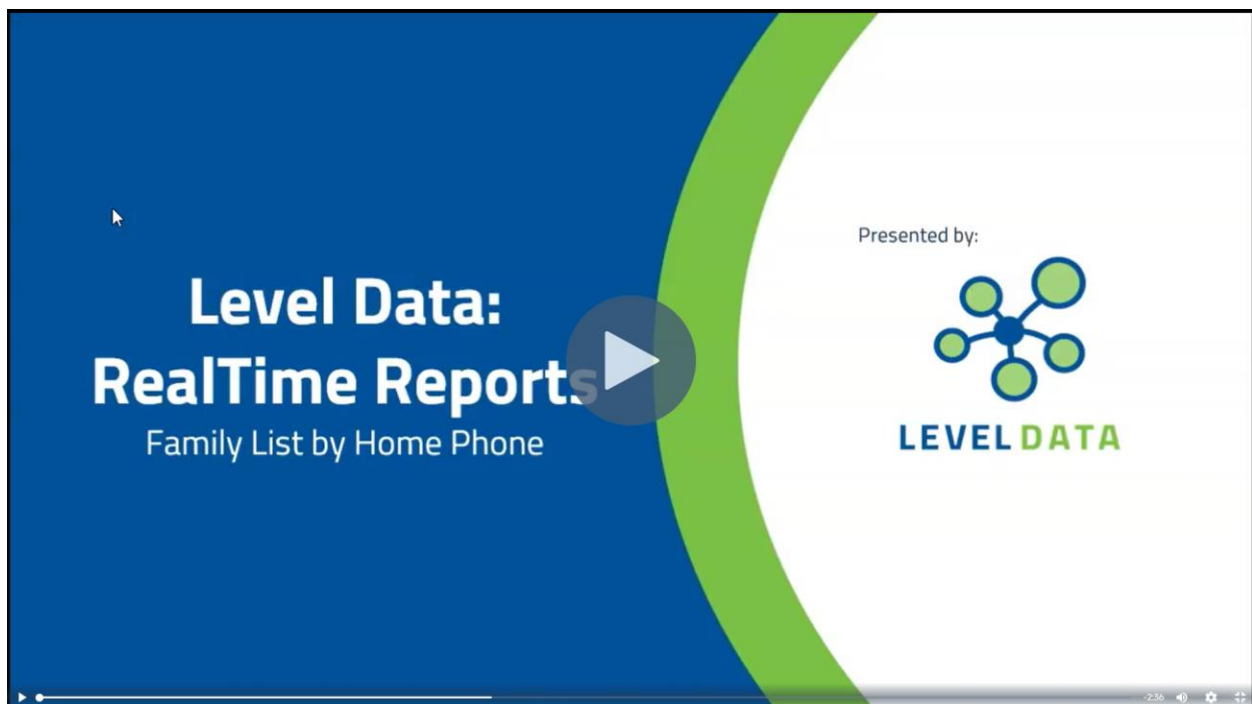 Level Data:
RealTime Reports
Family List by Home Phone
Presented by:
LEVEL DATA
-2:36